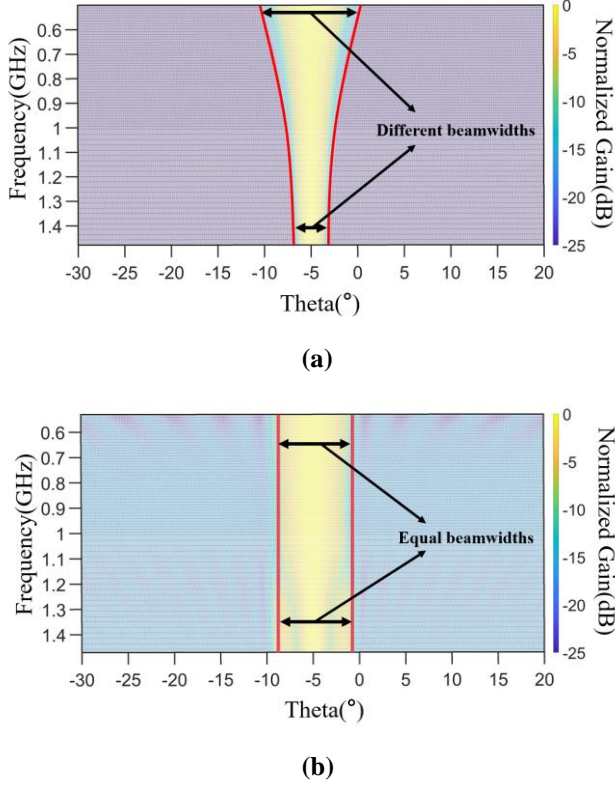 0.6
0.7
0.8
0.9
1
1.1
1.2
1.3
1.4
Frequency(GHz)
Different beamwidths
-30 -25 -20 -15 -10 -5 0 5 10 15 20
Theta(°)
0
-5
-10
-15
-20
-25
Normalized Gain(dB)
(a)
0.6
0.7
0.8
0.9
1
1.1
1.2
1.3
1.4
Frequency(GHz)
Equal beamwidths
-30 -25 -20 -15 -10 -5 0 5 10 15 20
Theta(°)
0
-5
-10
-15
-20
-25
Normalized Gain(dB)
(b)